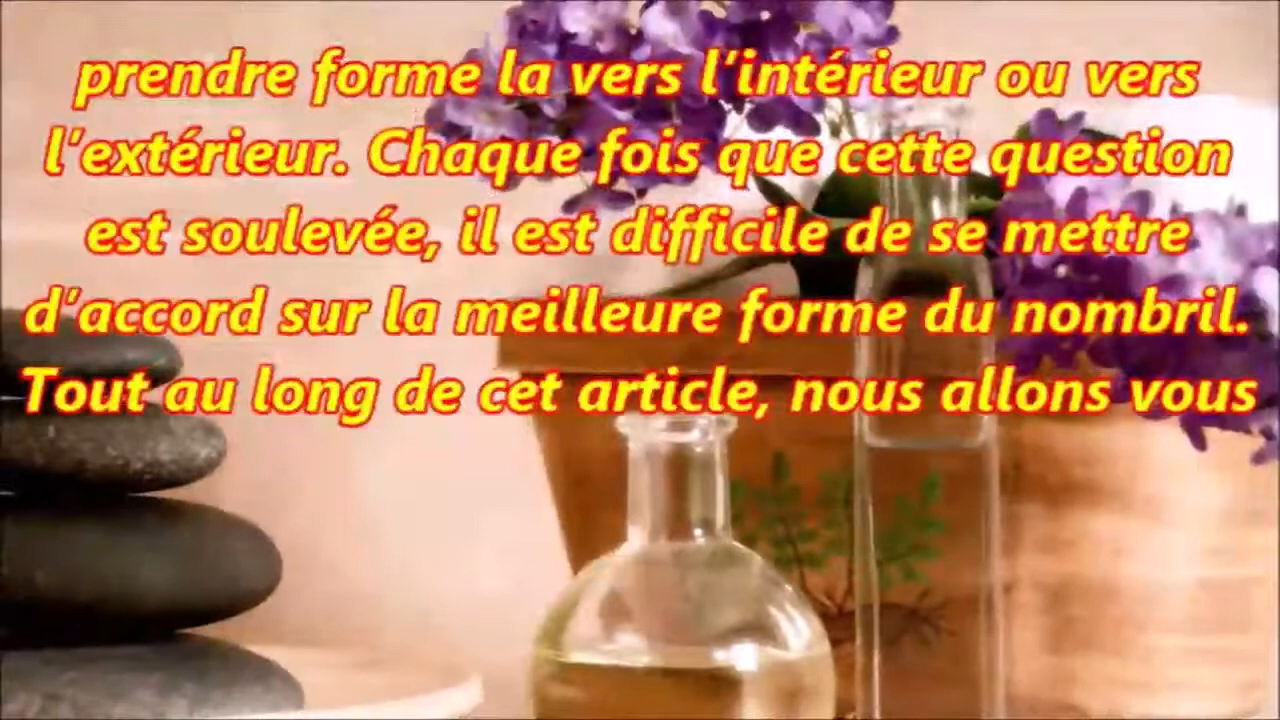 prendre forme la vers l’intérieur ou vers
l’extérieur. Chaque fois que cette question
est soulevée, il est difficile de se mettre
d’accord sur la meilleure forme du nombril.
Tout au long de cet article, nous allons vous